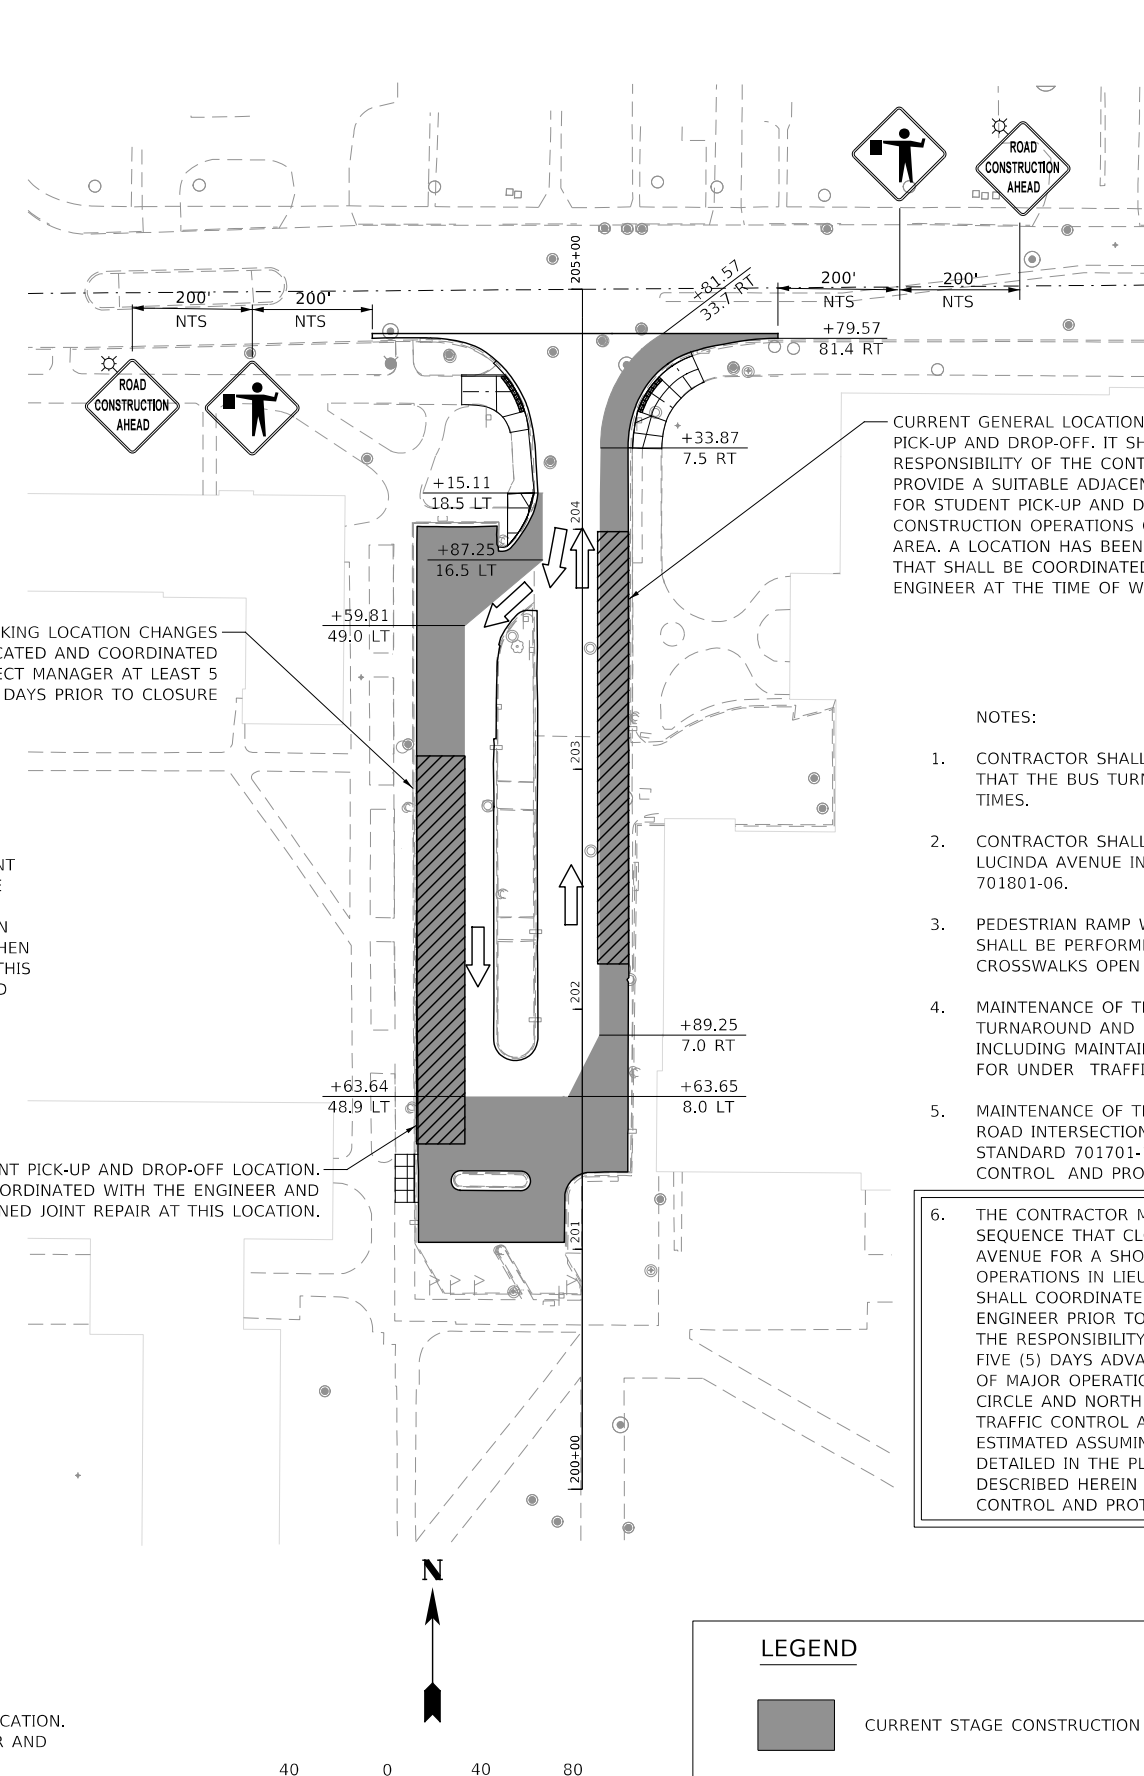 ROAD
CONSTRUCTION
AHEAD
205+00
+81.57
33.7 RT
200'
NTS
200'
NTS
200'
NTS
200'
NTS
+79.57
81.4 RT
ROAD
CONSTRUCTION
AHEAD
+33.87
7.5 RT
+15.11
18.5 LT
204
+87.25
16.5 LT
+59.81
49.0 LT
CURRENT GENERAL LOCATION
PICK-UP AND DROP-OFF. IT SH
RESPONSIBILITY OF THE CONT
PROVIDE A SUITABLE ADJACEN
FOR STUDENT PICK-UP AND D
CONSTRUCTION OPERATIONS
AREA. A LOCATION HAS BEEN
THAT SHALL BE COORDINATED
ENGINEER AT THE TIME OF W
KING LOCATION CHANGES
CATED AND COORDINATED
ECT MANAGER AT LEAST 5
DAYS PRIOR TO CLOSURE
203
NT
E
N
HEN
THIS
D
202
+89.25
7.0 RT
+63.64
48.9 LT
+63.65
8.0 LT
NT PICK-UP AND DROP-OFF LOCATION.
ORDINATED WITH THE ENGINEER AND
NED JOINT REPAIR AT THIS LOCATION.
201
200+00
NOTES:
1. CONTRACTOR SHALL
THAT THE BUS TURN
TIMES.
2. CONTRACTOR SHALL
LUCINDA AVENUE IN
701801-06.
3. PEDESTRIAN RAMP W
SHALL BE PERFORME
CROSSWALKS OPEN
4. MAINTENANCE OF TH
TURNAROUND AND
INCLUDING MAINTAI
FOR UNDER TRAFFI
5. MAINTENANCE OF TH
ROAD INTERSECTION
STANDARD 701701-
CONTROL AND PRO
6. THE CONTRACTOR M
SEQUENCE THAT CL
AVENUE FOR A SHO
OPERATIONS IN LIEU
SHALL COORDINATE
ENGINEER PRIOR TO
THE RESPONSIBILITY
FIVE (5) DAYS ADVA
OF MAJOR OPERATIO
CIRCLE AND NORTH
TRAFFIC CONTROL A
ESTIMATED ASSUMIN
DETAILED IN THE PL
DESCRIBED HEREIN
CONTROL AND PROT
N
LEGEND
CURRENT STAGE CONSTRUCTION
CATION.
R AND
40 0 40 80